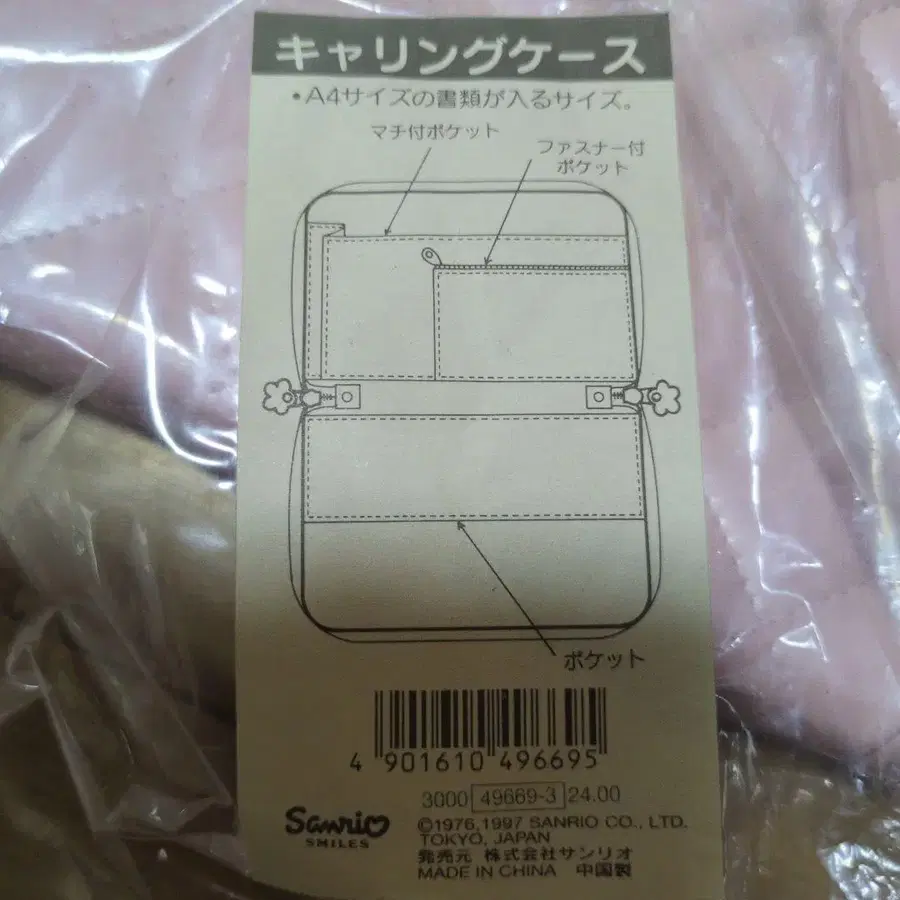 キャリングケース
・A4サイズの書類が入るサイズ。
マチ付ポケット
ファスナー付
ポケット
ポケット
4 901610 496695
3000 49669-3 24.00
Sanrio
SMILES
©1976,1997 SANRIO CO., LTD.
TOKYO, JAPAN
発売元 株式会社サンリオ
MADE IN CHINA 中国製